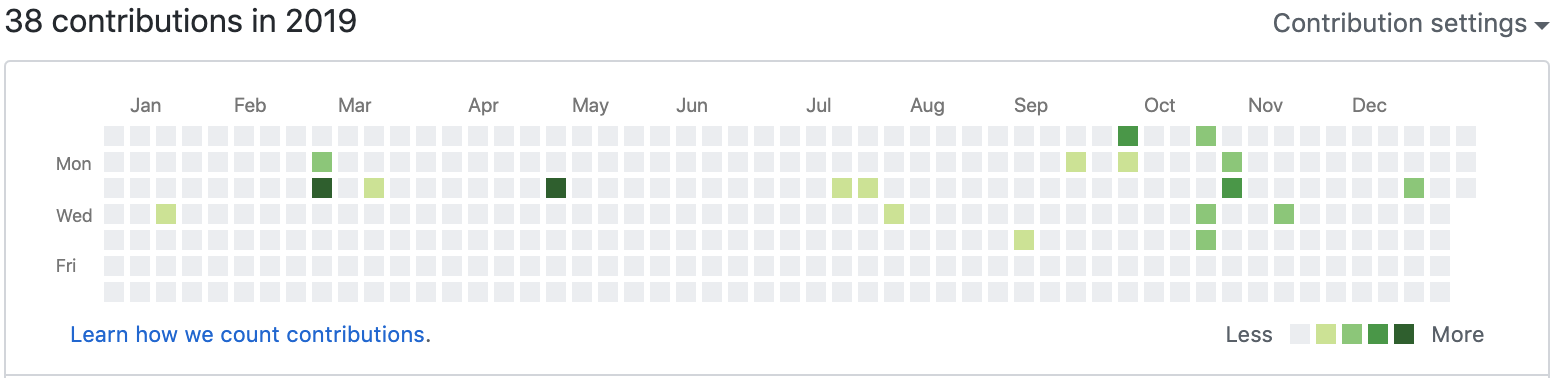 38 contributions in 2019
Contribution settings
Jan Feb Mar Apr May Jun Jul Aug Sep Oct Nov Dec
Mon
Wed
Fri
Learn how we count contributions.
Less More